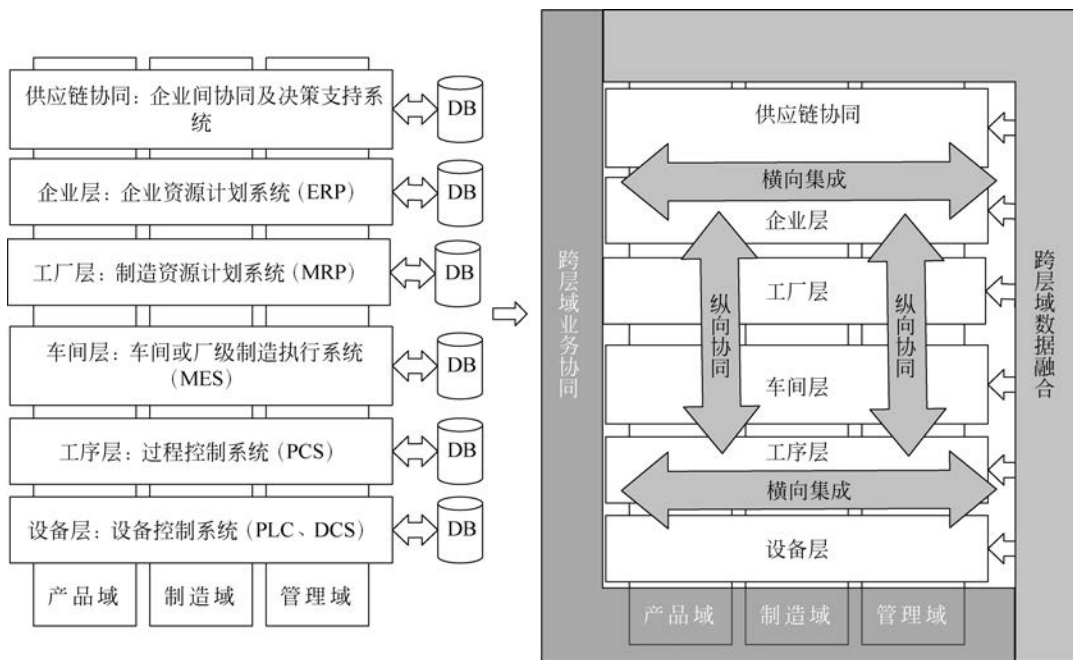 供应链协同：企业间协同及决策支持系
统
DB
企业层：企业资源计划系统（ERP）
DB
工厂层：制造资源计划系统（MRP）
DB
车间层：车间或厂级制造执行系统
（MES）
DB
工序层：过程控制系统（PCS）
DB
设备层：设备控制系统（PLC、DCS）
DB
产品域
制造域
管理域
跨层域业务协同
供应链协同
横向集成
企业层
工厂层
纵向协同
纵向协同
车间层
工序层
横向集成
设备层
产品域
制造域
管理域
跨层域数据融合